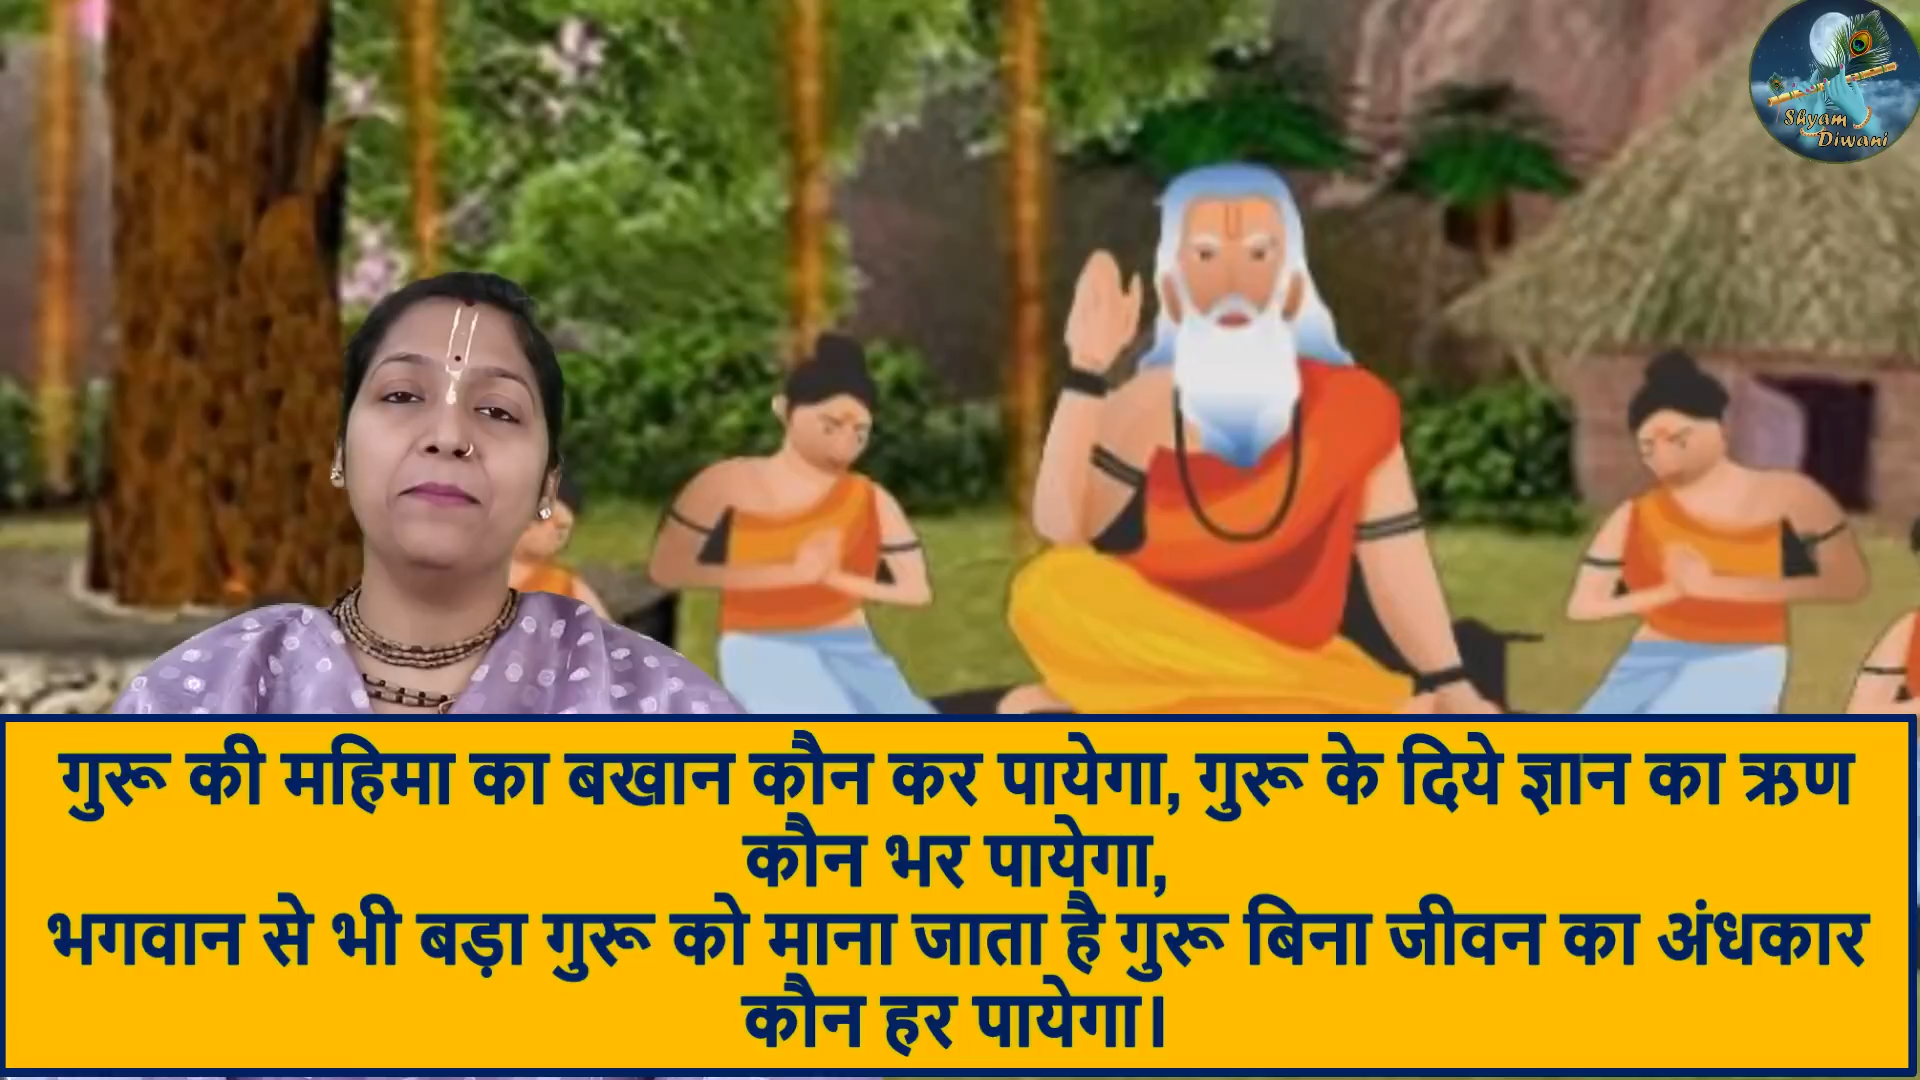 Shyam
Diwani
गुरू की महिमा का बखान कौन कर पायेगा, गुरू के दिये ज्ञान का ऋण
कौन भर पायेगा,
भगवान से भी बड़ा गुरू को माना जाता है गुरू बिना जीवन का अंधकार
कौन हर पायेगा।